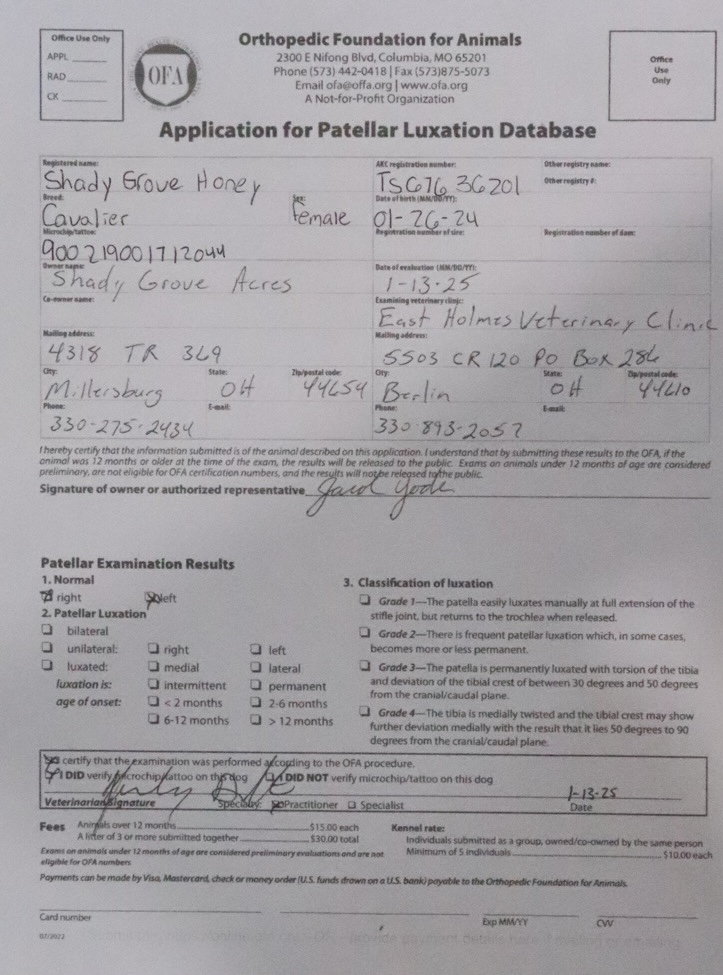 Office Use Only
APPL
RAD
CK
OFA
Orthopedic Foundation for Animals
2300 E Nifong Blvd, Columbia, MO 65201
Phone (573) 442-0418 | Fax (573)875-5073
Email ofa@offa.org | www.ofa.org
A Not-for-Profit Organization
Office
Use
Only
Application for Patellar Luxation Database
Registered name: AKC registration number: Other registry name:
Shady Grove Honey TS67636201 Other registry #:
Breed: Sex: Date of birth (MM/DD/YY):
Cavalier Female 01-26-24
Microchip/tattoo: Registration number of sire: Registration number of dam:
900219001712044
Owner name: Date of evaluation (MM/DD/YY):
Shady Grove Acres 1-13-25
Co-owner name: Examining veterinary clinic:
East Holmes Veterinary Clinic
Mailing address: Mailing address:
4318 TR 369 5503 CR 120 PO Box 286
City: State: Zip/postal code: City: State: Zip/postal code:
Millersburg OH 44654 Berlin OH 44610
Phone: E-mail: Phone: E-mail:
330-275-2434 330-893-2057
I hereby certify that the information submitted is of the animal described on this application. I understand that by submitting these results to the OFA, if the
animal was 12 months or older at the time of the exam, the results will be released to the public. Exams on animals under 12 months of age are considered
preliminary, are not eligible for OFA certification numbers, and the results will not be released to the public.
Signature of owner or authorized representative
Patellar Examination Results
1. Normal
right left
2. Patellar Luxation
bilateral
unilateral: right left
luxated: medial lateral
luxation is: intermittent permanent
age of onset: < 2 months 2-6 months
6-12 months > 12 months
3. Classification of luxation
Grade 1—The patella easily luxates manually at full extension of the
stifle joint, but returns to the trochlea when released.
Grade 2—There is frequent patellar luxation which, in some cases,
becomes more or less permanent.
Grade 3—The patella is permanently luxated with torsion of the tibia
and deviation of the tibial crest of between 30 degrees and 50 degrees
from the cranial/caudal plane.
Grade 4—The tibia is medially twisted and the tibial crest may show
further deviation medially with the result that it lies 50 degrees to 90
degrees from the cranial/caudal plane.
I certify that the examination was performed according to the OFA procedure.
I DID verify microchip/tattoo on this dog I DID NOT verify microchip/tattoo on this dog
1-13-25
Veterinarian Signature Specialty: Practitioner Specialist Date
Fees Animals over 12 months $15.00 each
A litter of 3 or more submitted together $30.00 total
Exams on animals under 12 months of age are considered preliminary evaluations and are not
eligible for OFA numbers
Kennel rate:
Individuals submitted as a group, owned/co-owned by the same person
Minimum of 5 individuals $10.00 each
Payments can be made by Visa, Mastercard, check or money order (U.S. funds drawn on a U.S. bank) payable to the Orthopedic Foundation for Animals.
Card number Exp MM/YY CVV
07/2022